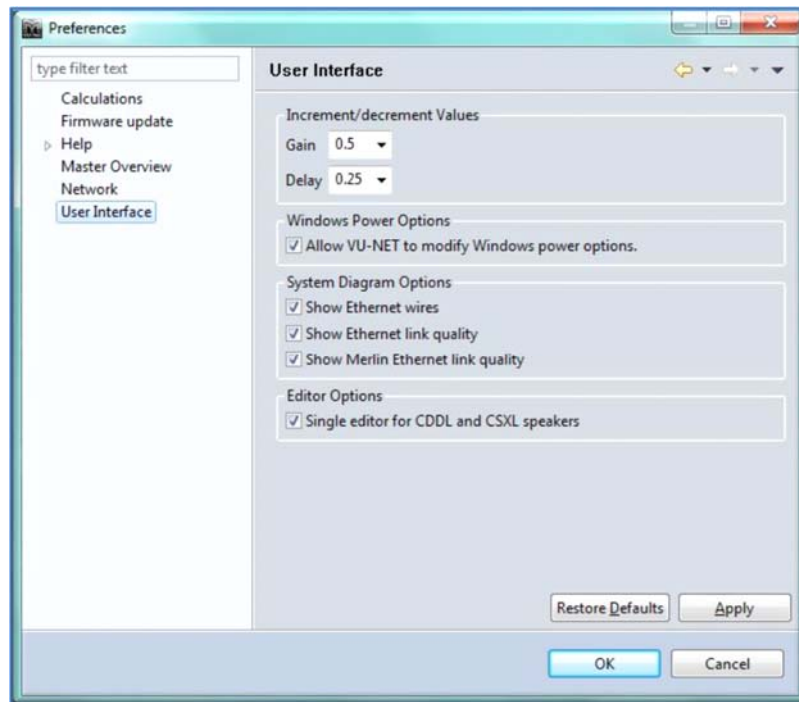 Preferences
type filter text
Calculations
Firmware update
Help
Master Overview
Network
User Interface
User Interface
Increment/decrement Values
Gain 0.5
Delay 0.25
Windows Power Options
Allow VU-NET to modify Windows power options.
System Diagram Options
Show Ethernet wires
Show Ethernet link quality
Show Merlin Ethernet link quality
Editor Options
Single editor for CDDL and CSXL speakers
Restore Defaults Apply
OK Cancel